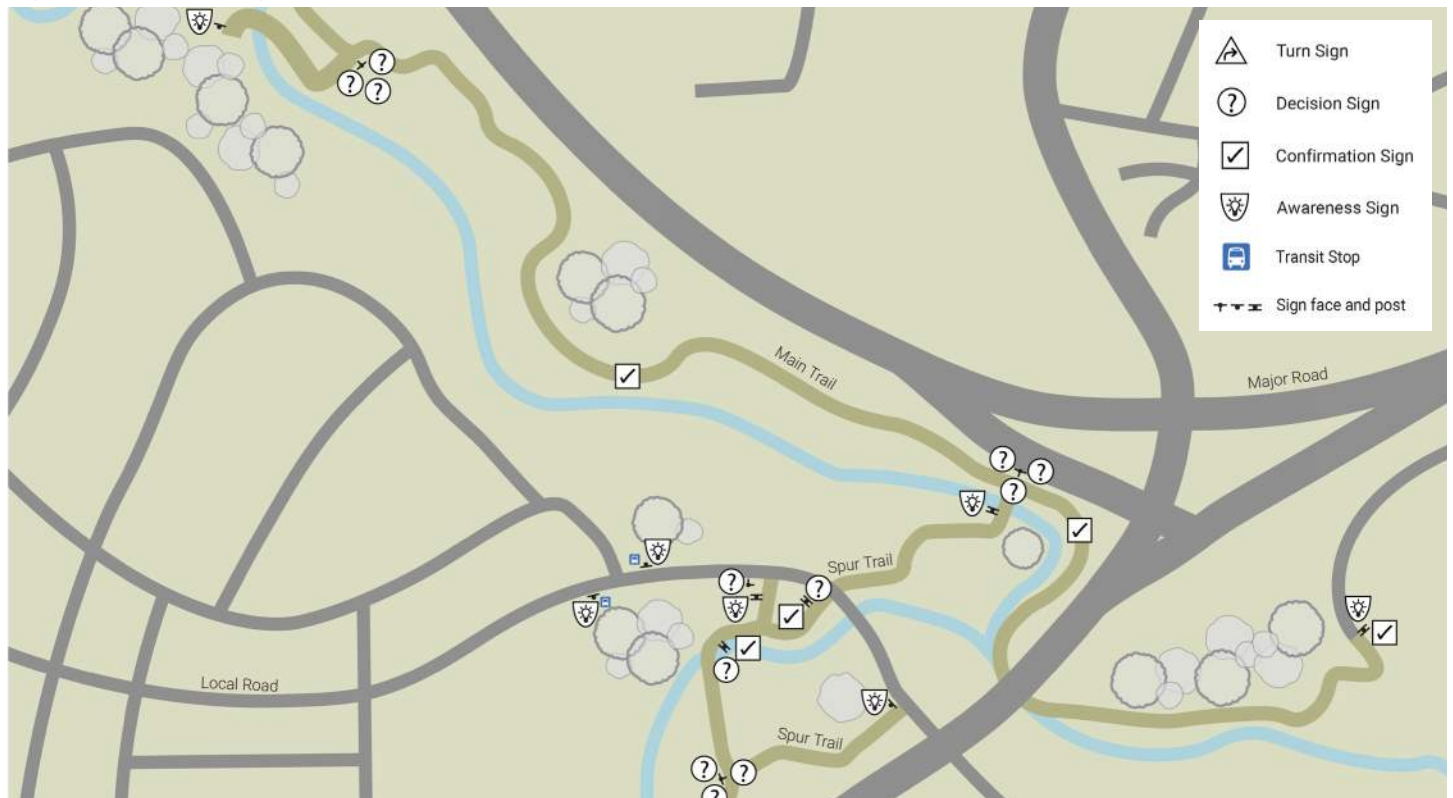 Turn Sign
? Decision Sign
Confirmation Sign
Awareness Sign
Transit Stop
Sign face and post
?
? ?
Main Trail
Major Road
? ?
?
Spur Trail
? ?
?
Local Road
Spur Trail
? ?
?